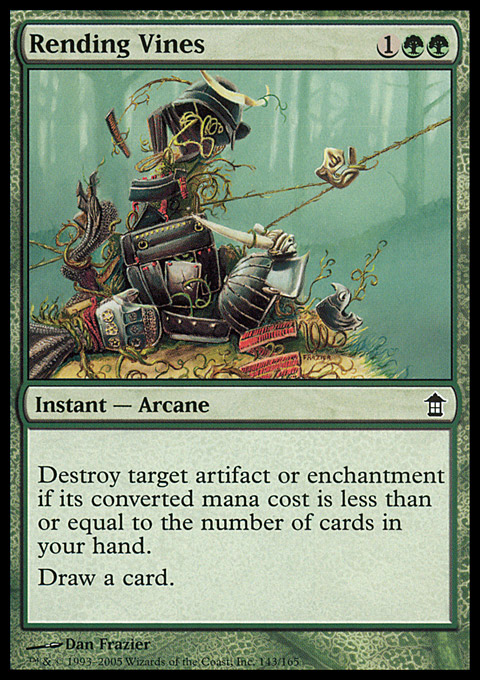 Rending Vines 1
FRAZIER
Instant — Arcane
Destroy target artifact or enchantment
if its converted mana cost is less than
or equal to the number of cards in
your hand.
Draw a card.
Dan Frazier
™ & © 1993–2005 Wizards of the Coast, Inc. 143/165